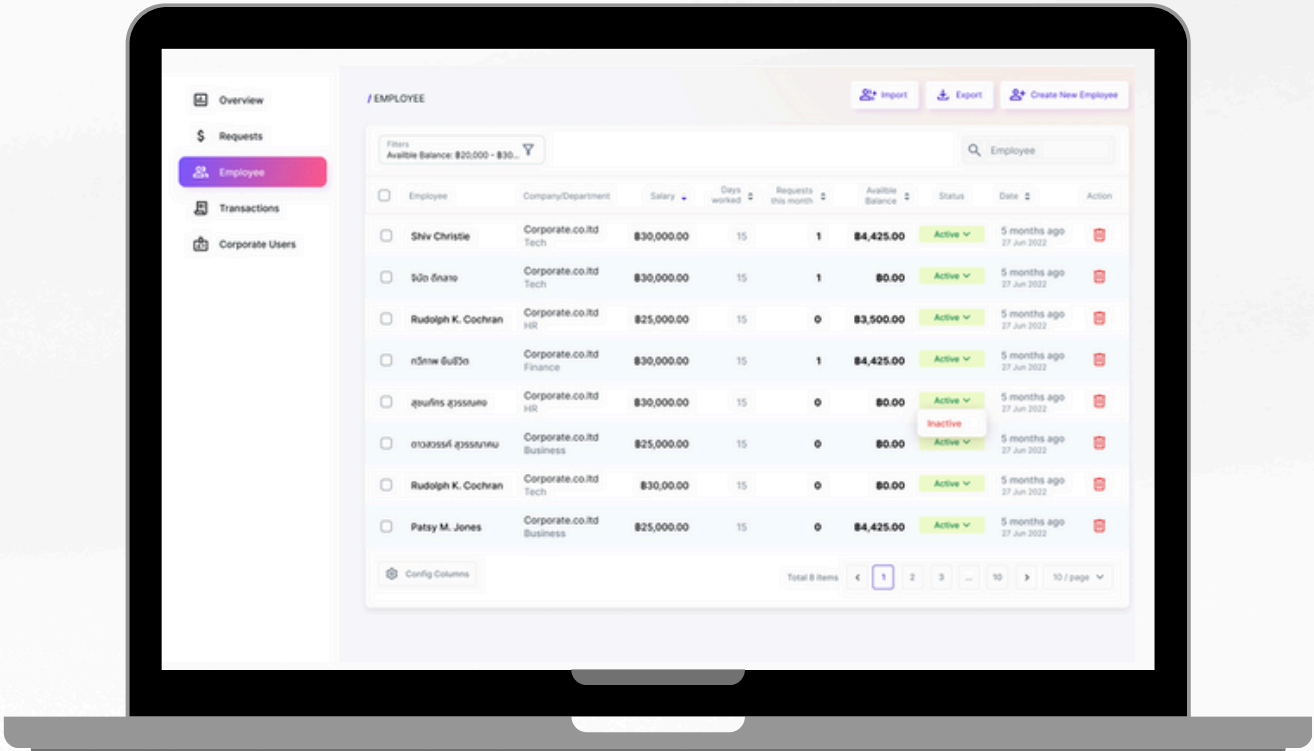 Overview
Requests
Employee
Transactions
Corporate Users
/ EMPLOYEE
Import
Export
Create New Employee
Filters
Availble Balance: ฿20,000 - ฿30...
Employee
Employee Company/Department Salary Days worked Requests this month Availble Balance Status Date Action
Shiv Christie Corporate.co.ltd ฿30,000.00 15 1 ฿4,425.00 Active 5 months ago
Tech 27 Jun 2022
Corporate.co.ltd ฿30,000.00 15 1 ฿0.00 Active 5 months ago
Tech 27 Jun 2022
Rudolph K. Cochran Corporate.co.ltd ฿25,000.00 15 0 ฿3,500.00 Active 5 months ago
HR 27 Jun 2022
Corporate.co.ltd ฿30,000.00 15 1 ฿4,425.00 Active 5 months ago
Finance 27 Jun 2022
Corporate.co.ltd ฿30,000.00 15 0 ฿0.00 Active 5 months ago
HR 27 Jun 2022
Inactive
Corporate.co.ltd ฿25,000.00 15 0 ฿0.00 Active 5 months ago
Business 27 Jun 2022
Rudolph K. Cochran Corporate.co.ltd ฿30,00.00 15 0 ฿0.00 Active 5 months ago
Tech 27 Jun 2022
Patsy M. Jones Corporate.co.ltd ฿25,000.00 15 0 ฿4,425.00 Active 5 months ago
Business 27 Jun 2022
Config Columns
Total 8 items < 1 2 3 ... 10 > 10 / page